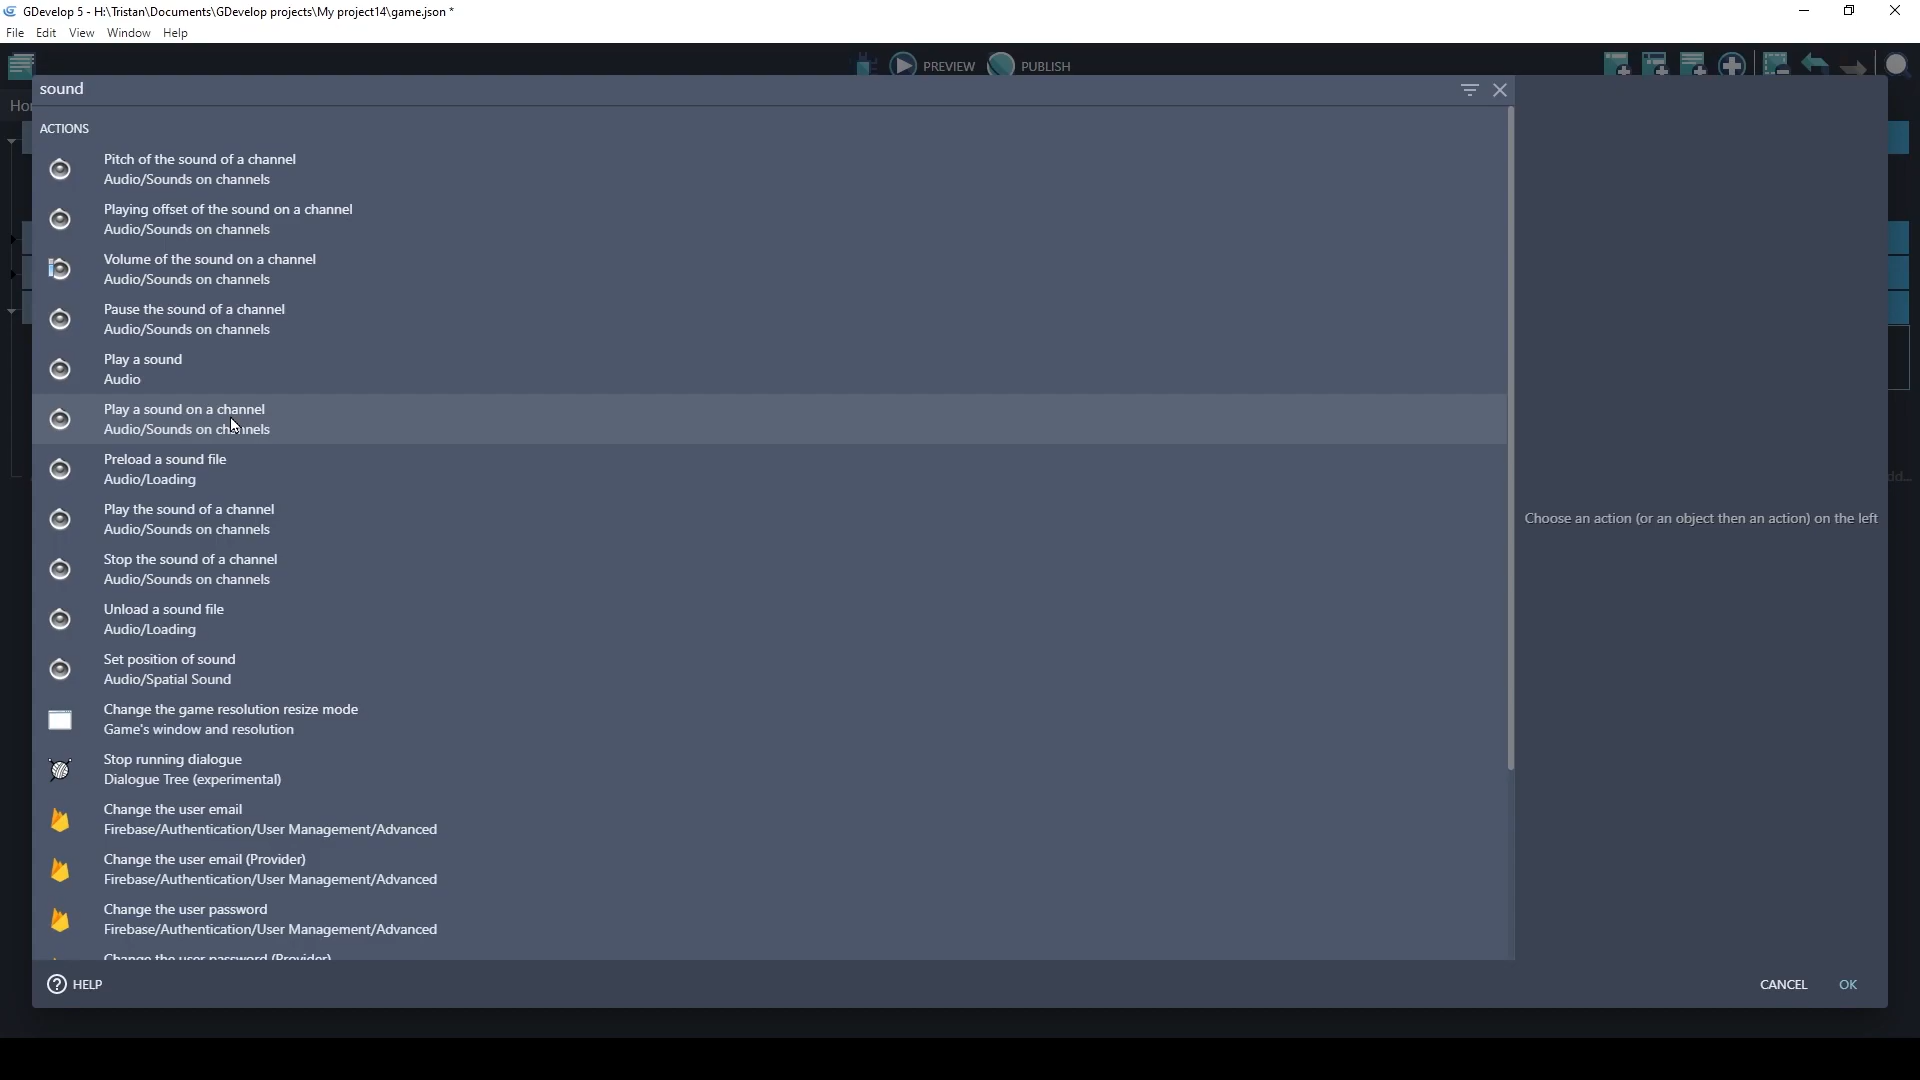 GDevelop 5 - H:\Tristan\Documents\GDevelop projects\My project14\game.json *
File Edit View Window Help
PREVIEW PUBLISH
sound
ACTIONS
Pitch of the sound of a channel
Audio/Sounds on channels
Playing offset of the sound on a channel
Audio/Sounds on channels
Volume of the sound on a channel
Audio/Sounds on channels
Pause the sound of a channel
Audio/Sounds on channels
Play a sound
Audio
Play a sound on a channel
Audio/Sounds on channels
Preload a sound file
Audio/Loading
Play the sound of a channel
Audio/Sounds on channels
Choose an action (or an object then an action) on the left
Stop the sound of a channel
Audio/Sounds on channels
Unload a sound file
Audio/Loading
Set position of sound
Audio/Spatial Sound
Change the game resolution resize mode
Game's window and resolution
Stop running dialogue
Dialogue Tree (experimental)
Change the user email
Firebase/Authentication/User Management/Advanced
Change the user email (Provider)
Firebase/Authentication/User Management/Advanced
Change the user password
Firebase/Authentication/User Management/Advanced
Change the user password (Provider)
HELP
CANCEL OK